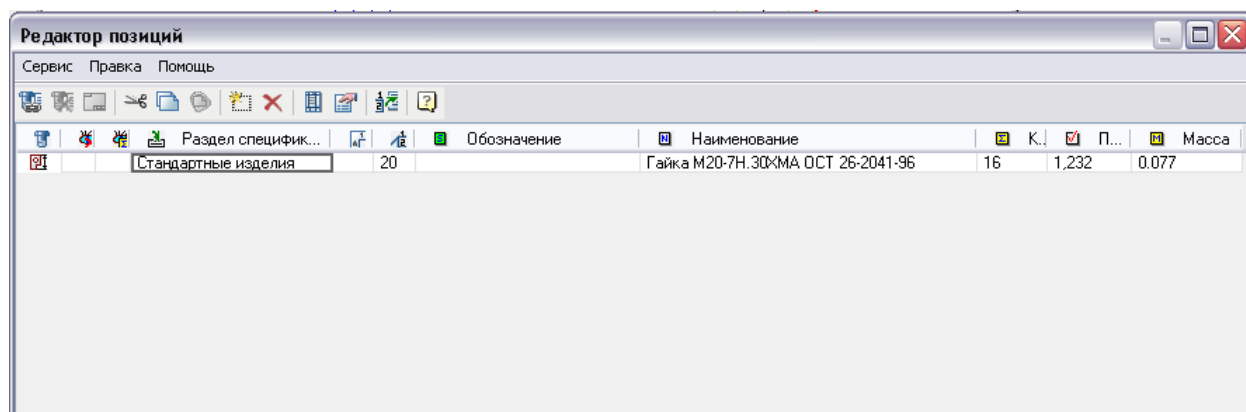 Редактор позиций
Сервис Правка Помощь
Раздел специфик... Обозначение Наименование К.. П... Масса
Стандартные изделия 20 Гайка М20-7Н.30ХМА ОСТ 26-2041-96 16 1,232 0.077